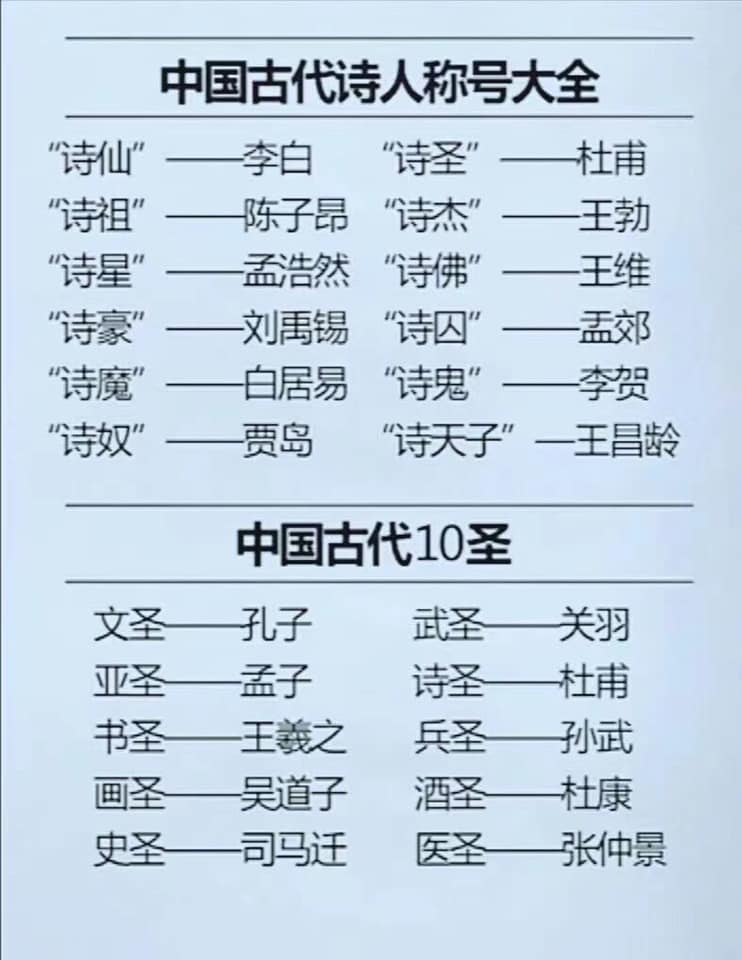 中国古代诗人称号大全
“诗仙”——李白 “诗圣”——杜甫
“诗祖”——陈子昂 “诗杰”——王勃
“诗星”——孟浩然 “诗佛”——王维
“诗豪”——刘禹锡 “诗囚”——孟郊
“诗魔”——白居易 “诗鬼”——李贺
“诗奴”——贾岛 “诗天子”—王昌龄
中国古代10圣
文圣——孔子 武圣——关羽
亚圣——孟子 诗圣——杜甫
书圣——王羲之 兵圣——孙武
画圣——吴道子 酒圣——杜康
史圣——司马迁 医圣——张仲景